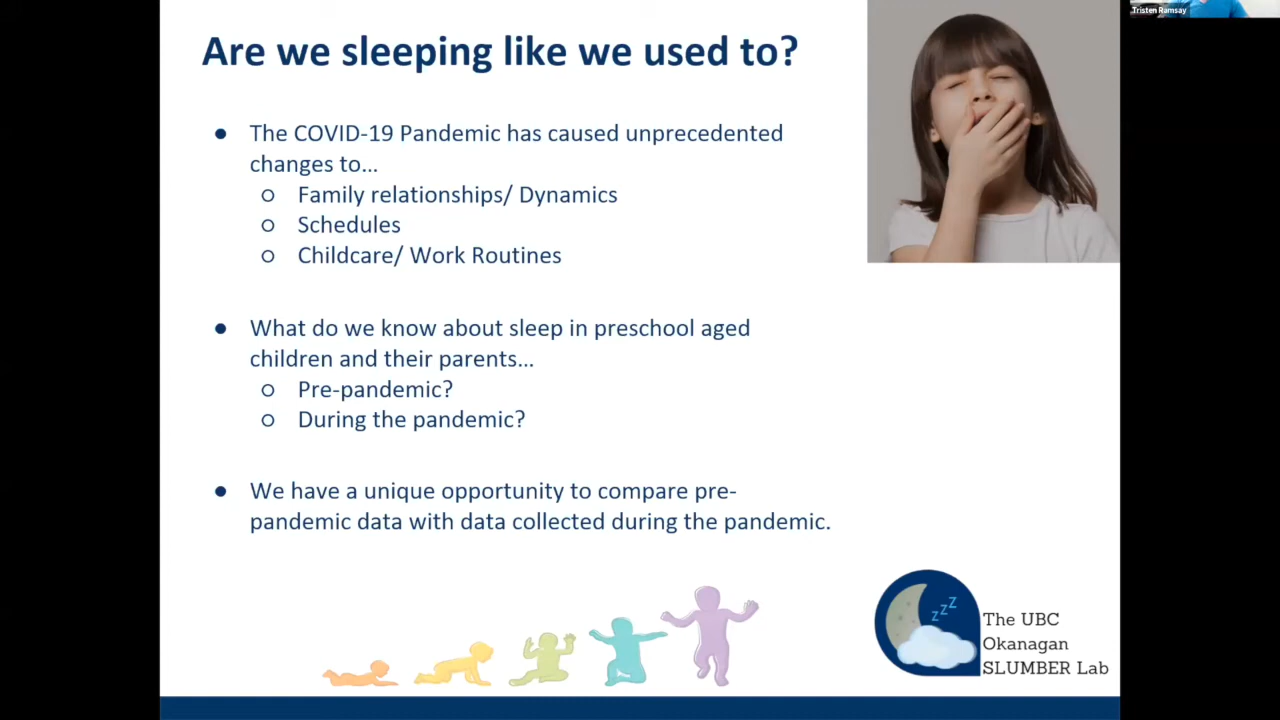 Tristen Ramsay
Are we sleeping like we used to?
● The COVID-19 Pandemic has caused unprecedented
changes to...
○ Family relationships/ Dynamics
○ Schedules
○ Childcare/ Work Routines
● What do we know about sleep in preschool aged
children and their parents...
○ Pre-pandemic?
○ During the pandemic?
● We have a unique opportunity to compare pre-
pandemic data with data collected during the pandemic.
zzz
The UBC
Okanagan
SLUMBER Lab